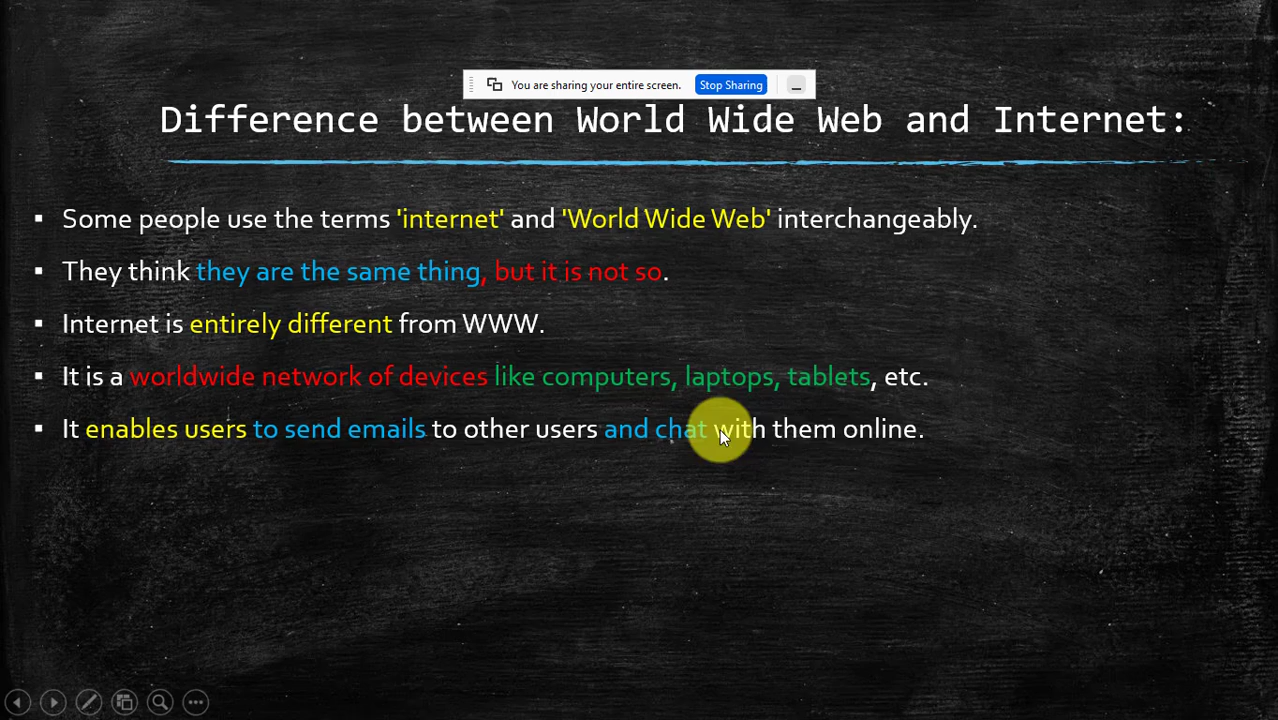 You are sharing your entire screen. Stop Sharing
Difference between World Wide Web and Internet:
▪ Some people use the terms 'internet' and 'World Wide Web' interchangeably.
▪ They think they are the same thing, but it is not so.
▪ Internet is entirely different from WWW.
▪ It is a worldwide network of devices like computers, laptops, tablets, etc.
▪ It enables users to send emails to other users and chat with them online.